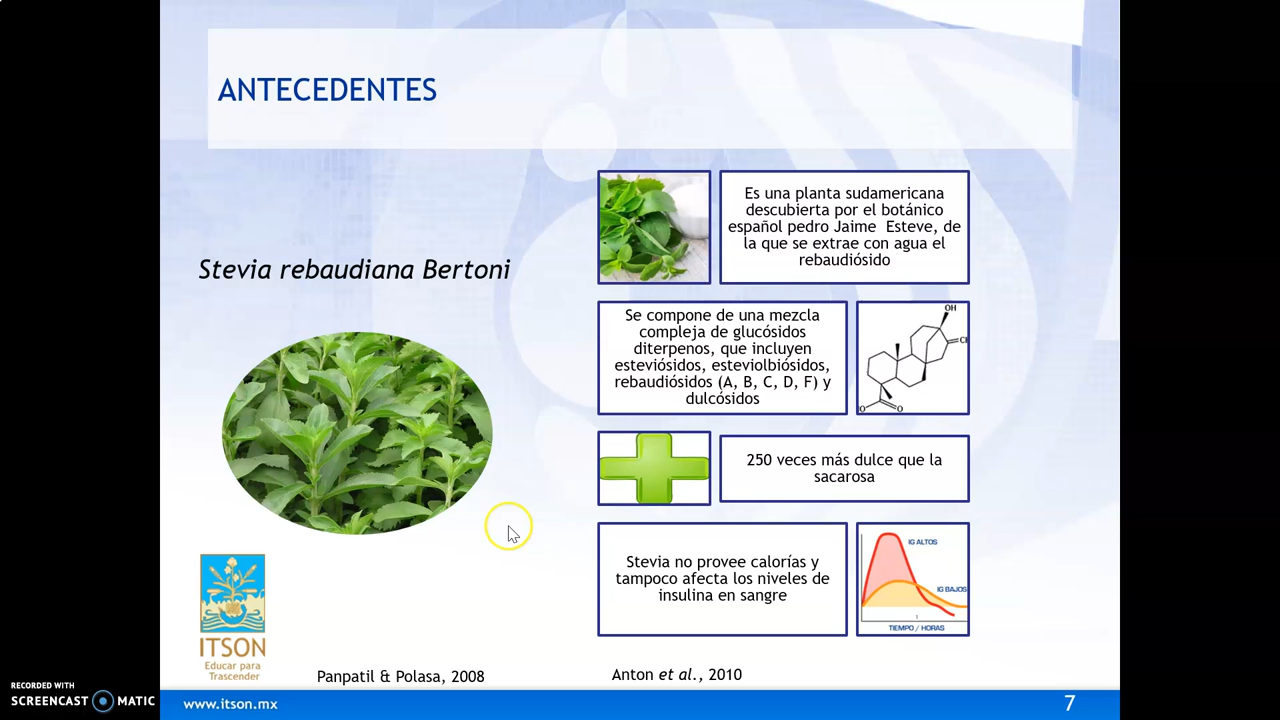 ANTECEDENTES
Stevia rebaudiana Bertoni
Es una planta sudamericana
descubierta por el botánico
español pedro Jaime Esteve, de
la que se extrae con agua el
rebaudiósido
Se compone de una mezcla
compleja de glucósidos
diterpenos, que incluyen
esteviósidos, esteviolbiósidos,
rebaudiósidos (A, B, C, D, F) y
dulcósidos
OH
O
O
250 veces más dulce que la
sacarosa
Stevia no provee calorías y
tampoco afecta los niveles de
insulina en sangre
IG ALTOS
IG BAJOS
TIEMPO / HORAS
ITSON
Educar para
Trascender
Panpatil & Polasa, 2008
Anton et al., 2010
RECORDED WITH
SCREENCAST MATIC
www.itson.mx
7